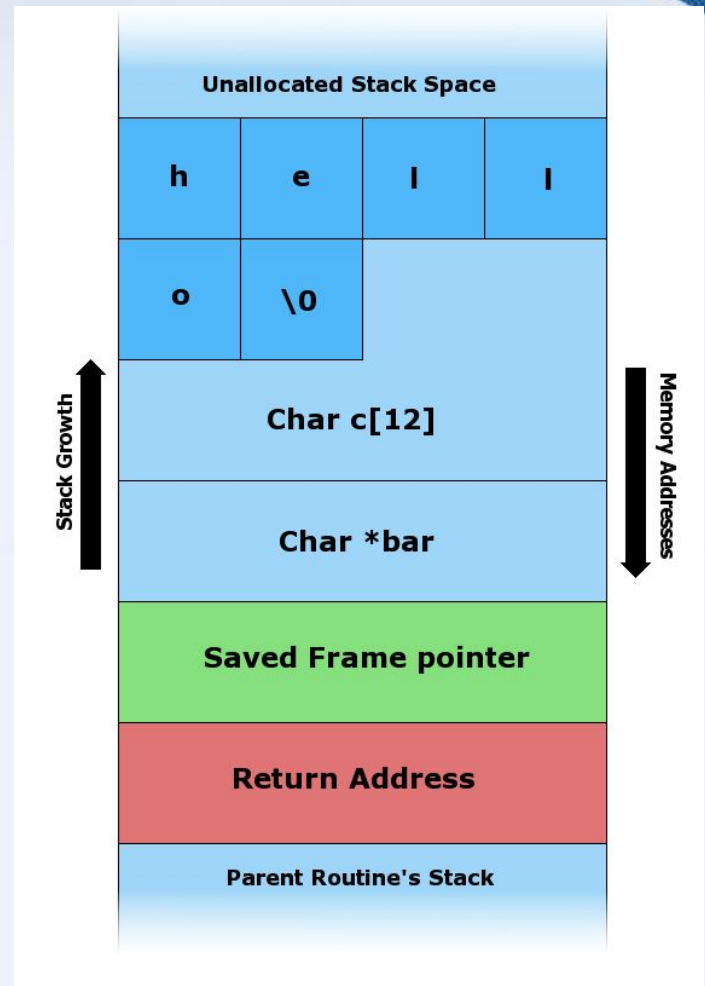 Unallocated Stack Space
h e l l
o \0
Stack Growth
Memory Addresses
Char c[12]
Char *bar
Saved Frame pointer
Return Address
Parent Routine's Stack